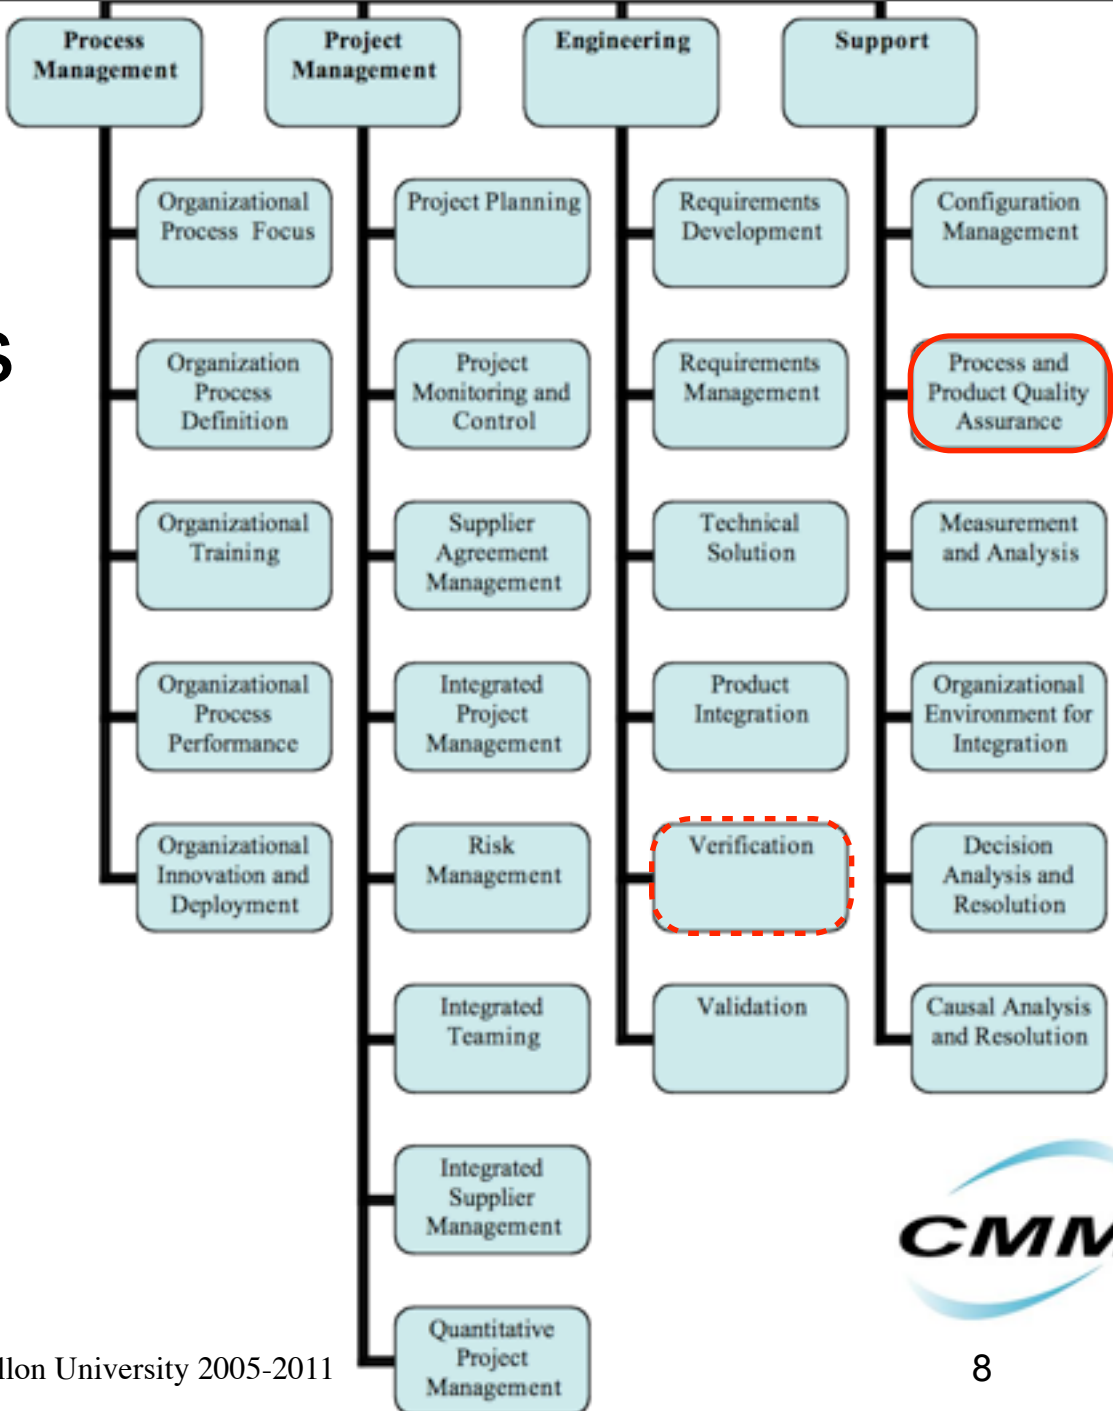 Process
Management
Project
Management
Engineering
Support
Organizational
Process Focus
Organization
Process
Definition
Organizational
Training
Organizational
Process
Performance
Organizational
Innovation and
Deployment
Project Planning
Project
Monitoring and
Control
Supplier
Agreement
Management
Integrated
Project
Management
Risk
Management
Integrated
Teaming
Integrated
Supplier
Management
Quantitative
Project
Management
Requirements
Development
Requirements
Management
Technical
Solution
Product
Integration
Verification
Validation
Configuration
Management
Process and
Product Quality
Assurance
Measurement
and Analysis
Organizational
Environment for
Integration
Decision
Analysis and
Resolution
Causal Analysis
and Resolution
s
CMM
llon University 2005-2011
8